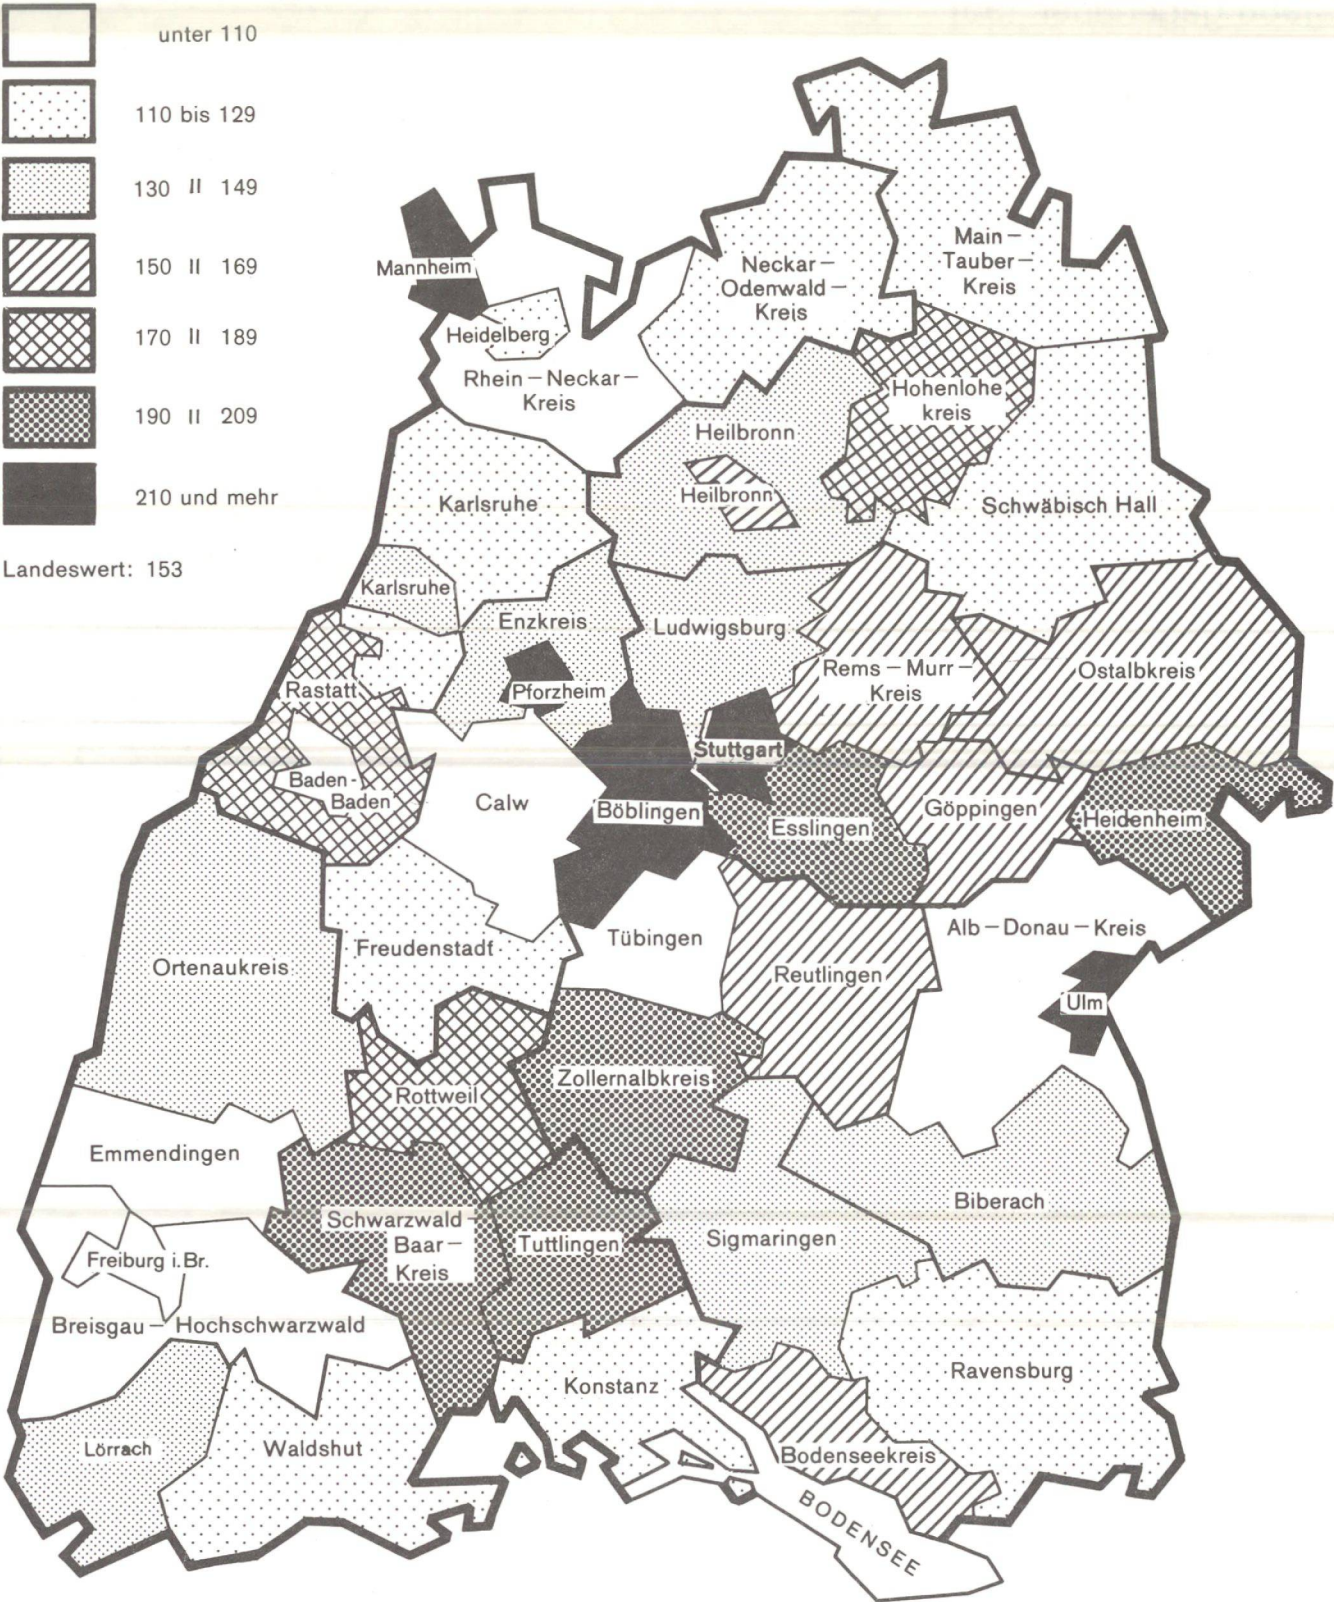 unter 110
110 bis 129
130 II 149
150 II 169
170 II 189
190 II 209
210 und mehr
Landeswert: 153
Main –
Tauber –
Kreis
Neckar –
Odenwald –
Kreis
Mannheim
Heidelberg
Rhein – Neckar –
Kreis
Hohenlohe
kreis
Heilbronn
Heilbronn
Karlsruhe
Schwäbisch Hall
Karlsruhe
Enzkreis
Ludwigsburg
Rems – Murr –
Kreis
Ostalbkreis
Rastatt
Pforzheim
Stuttgart
Baden-
Baden
Calw
Böblingen
Esslingen
Göppingen
Heidenheim
Alb – Donau – Kreis
Tübingen
Freudenstadt
Ortenaukreis
Reutlingen
Ulm
Zollernalbkreis
Rottweil
Emmendingen
Biberach
Schwarzwald –
Baar –
Kreis
Tuttlingen
Sigmaringen
Freiburg i.Br.
Breisgau – Hochschwarzwald
Ravensburg
Konstanz
Lörrach
Waldshut
Bodenseekreis
BODENSEE